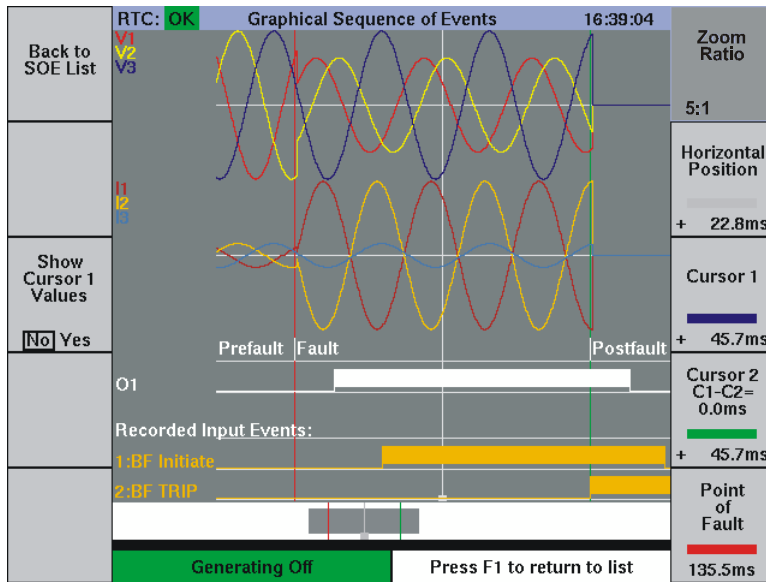 RTC: OK Graphical Sequence of Events 16:39:04
Back to
SOE List
Show
Cursor 1
Values
No Yes
V1
V2
V3
I1
I2
I3
Prefault Fault Postfault
O1
Recorded Input Events:
1:BF Initiate
2:BF TRIP
Generating Off Press F1 to return to list
Zoom
Ratio
5:1
Horizontal
Position
+ 22.8ms
Cursor 1
+ 45.7ms
Cursor 2
C1-C2=
0.0ms
+ 45.7ms
Point
of
Fault
135.5ms